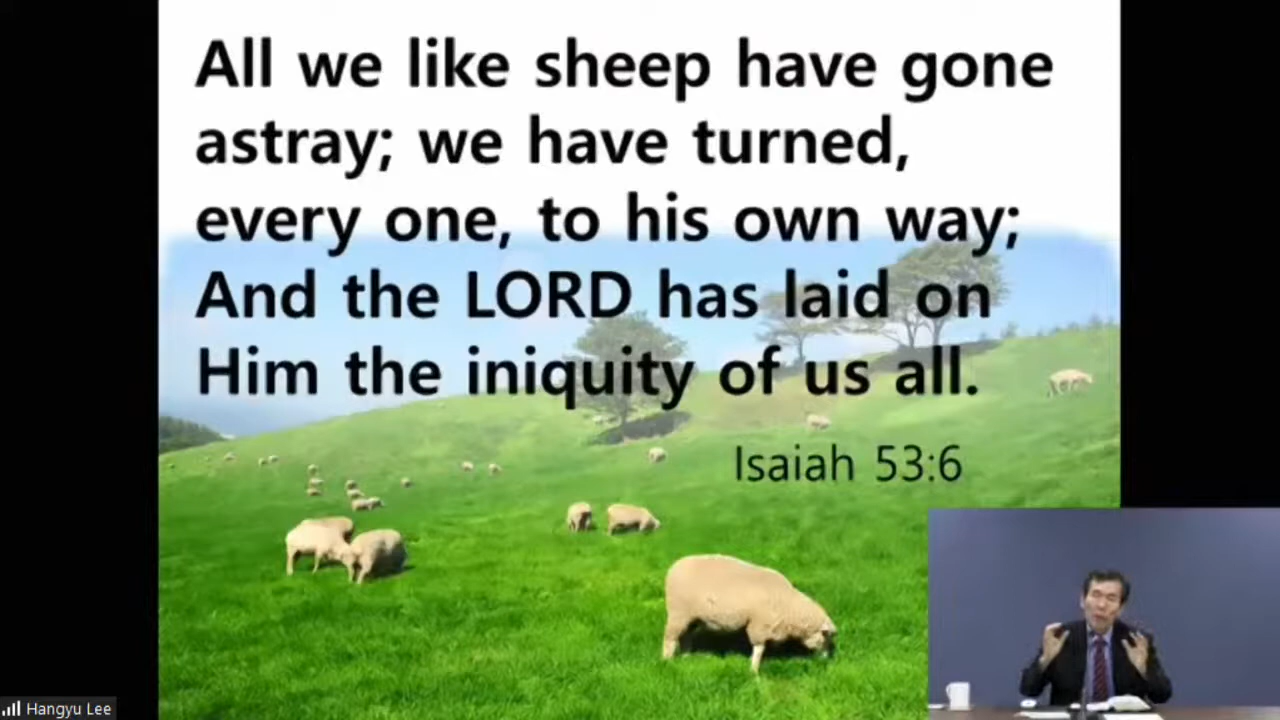 All we like sheep have gone
astray; we have turned,
every one, to his own way;
And the LORD has laid on
Him the iniquity of us all.
Isaiah 53:6
Hangyu Lee